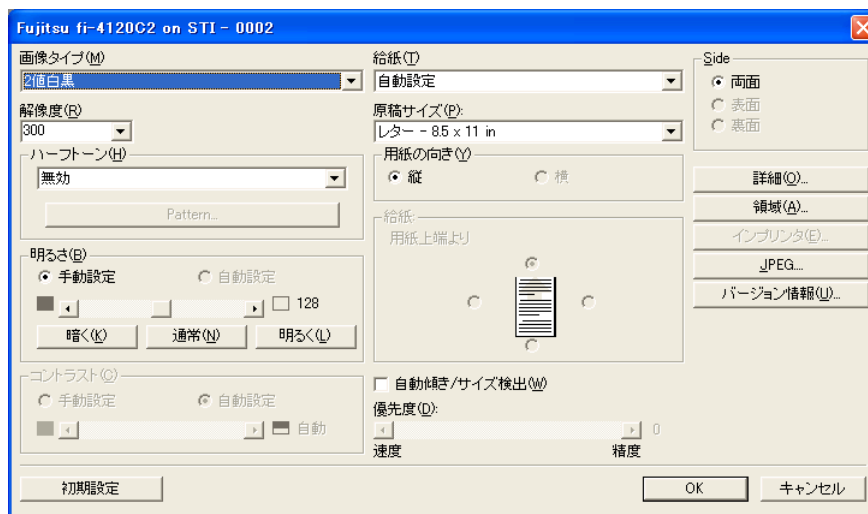 Fujitsu fi-4120C2 on STI - 0002
画像タイプ(M)
2値白黒
解像度(R)
300
ハーフトーン(H)
無効
Pattern...
明るさ(B)
手動設定
自動設定
128
暗く(K)
通常(N)
明るく(L)
コントラスト(C)
手動設定
自動設定
自動
給紙(T)
自動設定
原稿サイズ(P):
レター - 8.5 x 11 in
用紙の向き(Y)
縦
横
給紙:
用紙上端より
自動傾き/サイズ検出(W)
優先度(D):
0
速度
精度
Side
両面
表面
裏面
詳細(O)...
領域(A)...
インプリンタ(E)...
JPEG...
バージョン情報(U)...
初期設定
OK
キャンセル